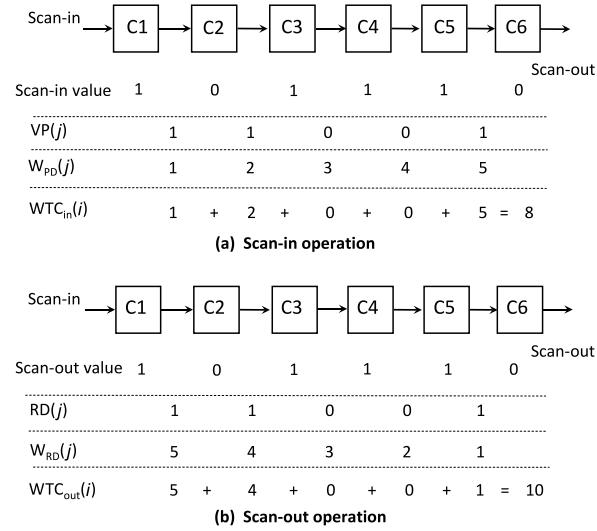 Scan-in
C1 C2 C3 C4 C5 C6
Scan-out
Scan-in value 1 0 1 1 1 0
VP(j) 1 1 0 0 1
WPD(j) 1 2 3 4 5
WTCin(i) 1 + 2 + 0 + 0 + 5 = 8
(a) Scan-in operation
Scan-in
C1 C2 C3 C4 C5 C6
Scan-out
Scan-out value 1 0 1 1 1 0
RD(j) 1 1 0 0 1
WRD(j) 5 4 3 2 1
WTCout(i) 5 + 4 + 0 + 0 + 1 = 10
(b) Scan-out operation